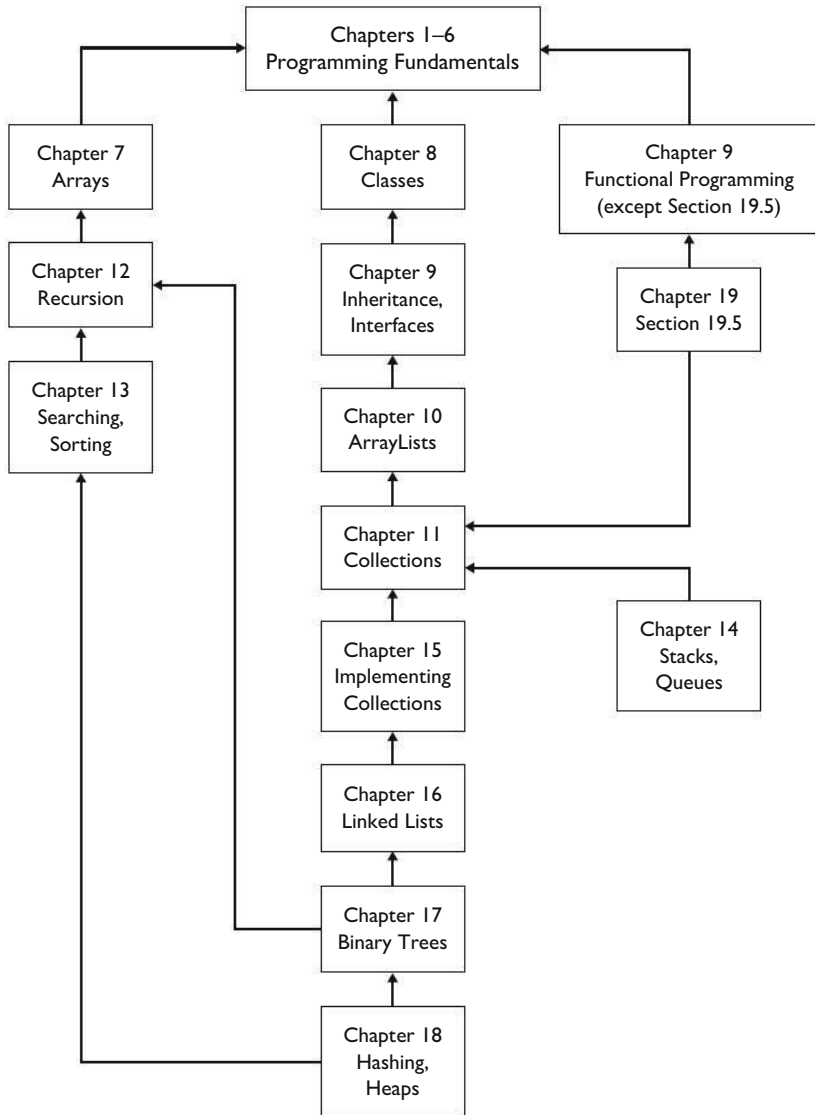 Chapters 1–6
Programming Fundamentals
Chapter 7
Arrays
Chapter 8
Classes
Chapter 9
Functional Programming
(except Section 19.5)
Chapter 12
Recursion
Chapter 9
Inheritance,
Interfaces
Chapter 19
Section 19.5
Chapter 13
Searching,
Sorting
Chapter 10
ArrayLists
Chapter 11
Collections
Chapter 14
Stacks,
Queues
Chapter 15
Implementing
Collections
Chapter 16
Linked Lists
Chapter 17
Binary Trees
Chapter 18
Hashing,
Heaps